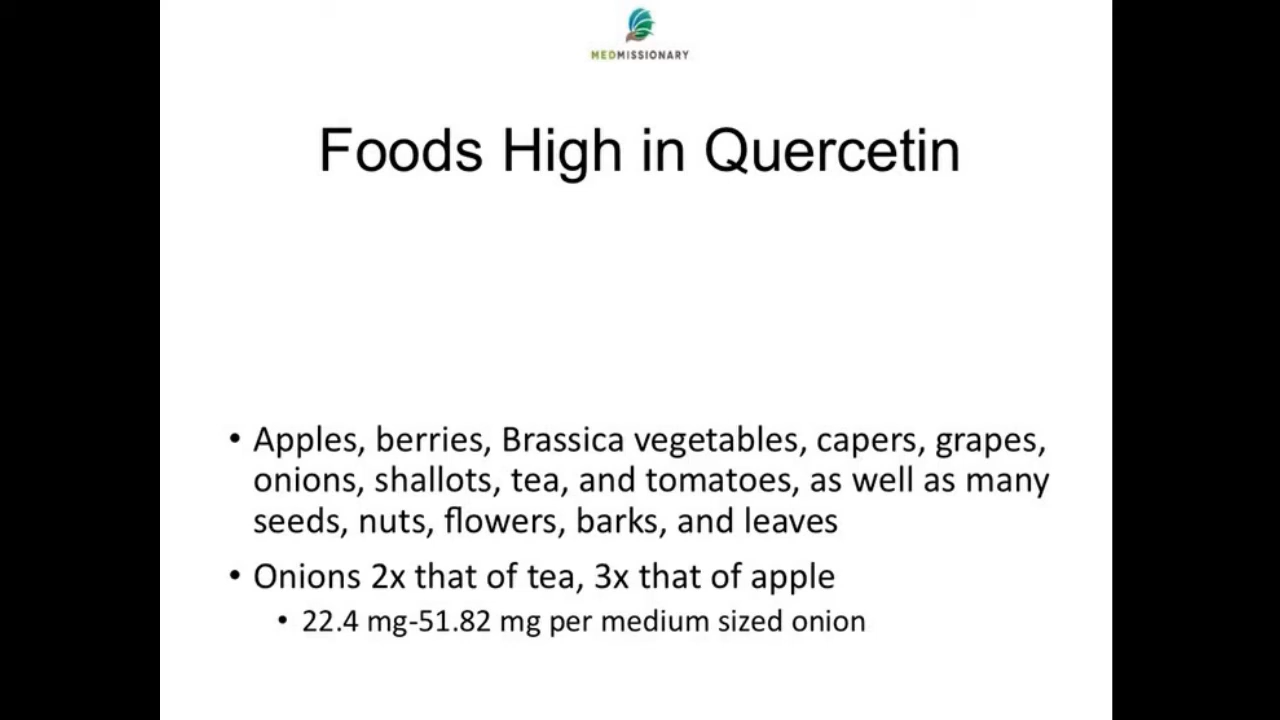 MEDMISSIONARY
Foods High in Quercetin
• Apples, berries, Brassica vegetables, capers, grapes,
onions, shallots, tea, and tomatoes, as well as many
seeds, nuts, flowers, barks, and leaves
• Onions 2x that of tea, 3x that of apple
• 22.4 mg-51.82 mg per medium sized onion